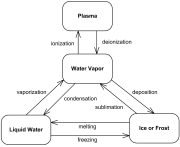 Plasma
ionization
deionization
Water Vapor
vaporization
condensation
deposition
sublimation
Liquid Water
melting
Ice or Frost
freezing